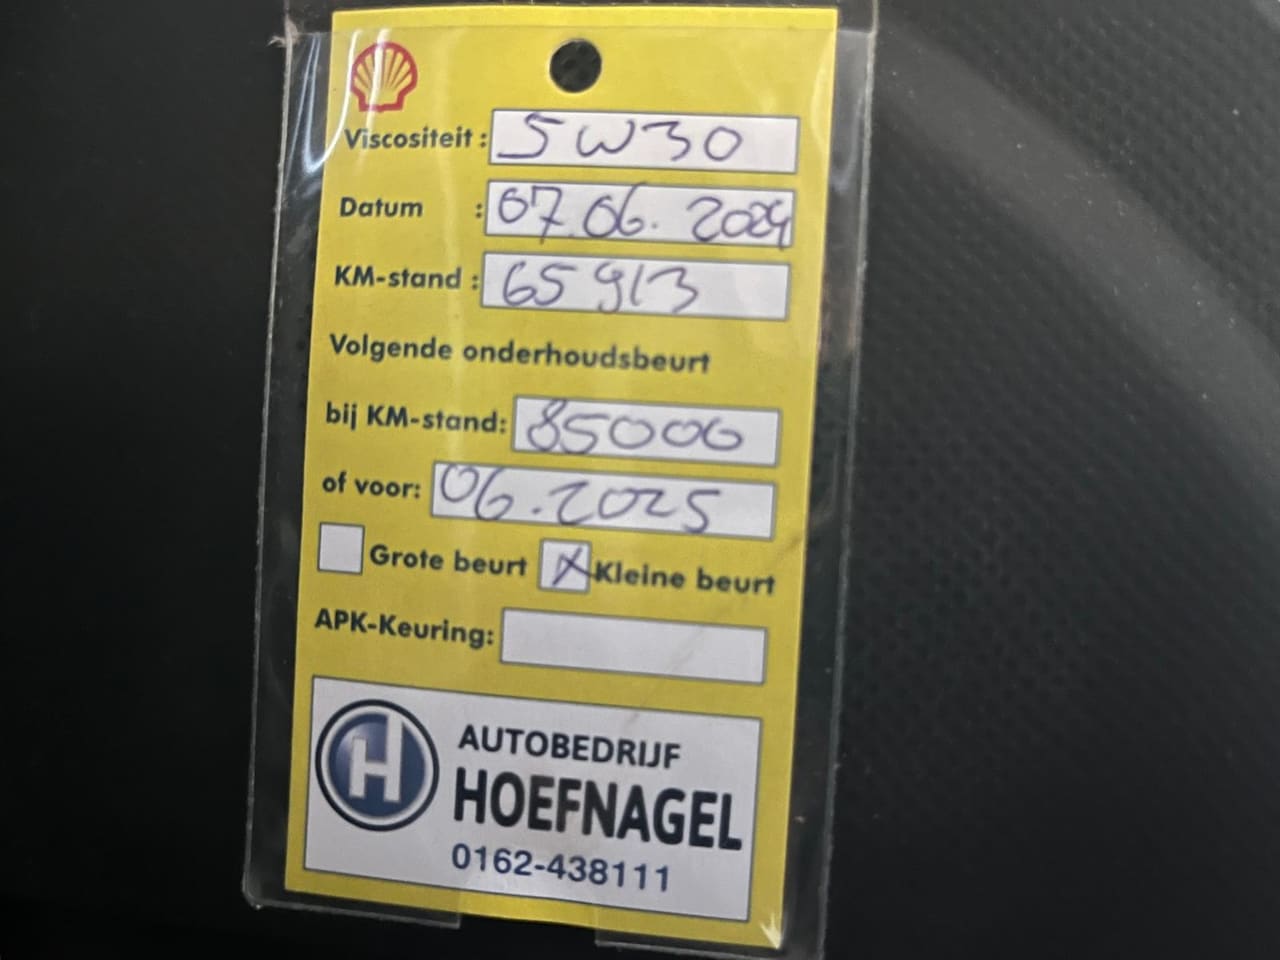 Viscositeit: 5W30
Datum : 07.06.2024
KM-stand : 65913
Volgende onderhoudsbeurt
bij KM-stand: 85000
of voor: 06.2025
Grote beurt X Kleine beurt
APK-Keuring:
H AUTOBEDRIJF
HOEFNAGEL
0162-438111